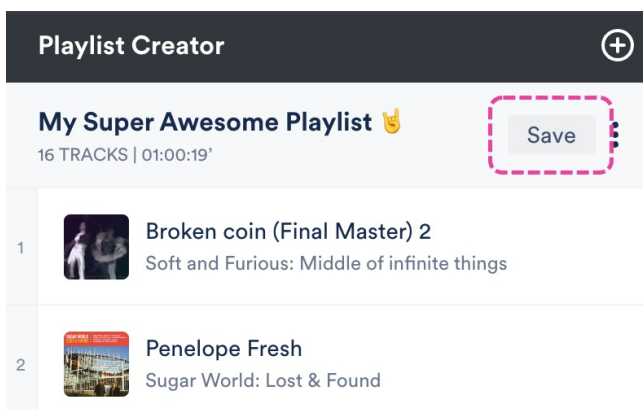 Playlist Creator
My Super Awesome Playlist 🤘
16 TRACKS | 01:00:19’
Save
1
Broken coin (Final Master) 2
Soft and Furious: Middle of infinite things
2
Penelope Fresh
Sugar World: Lost & Found